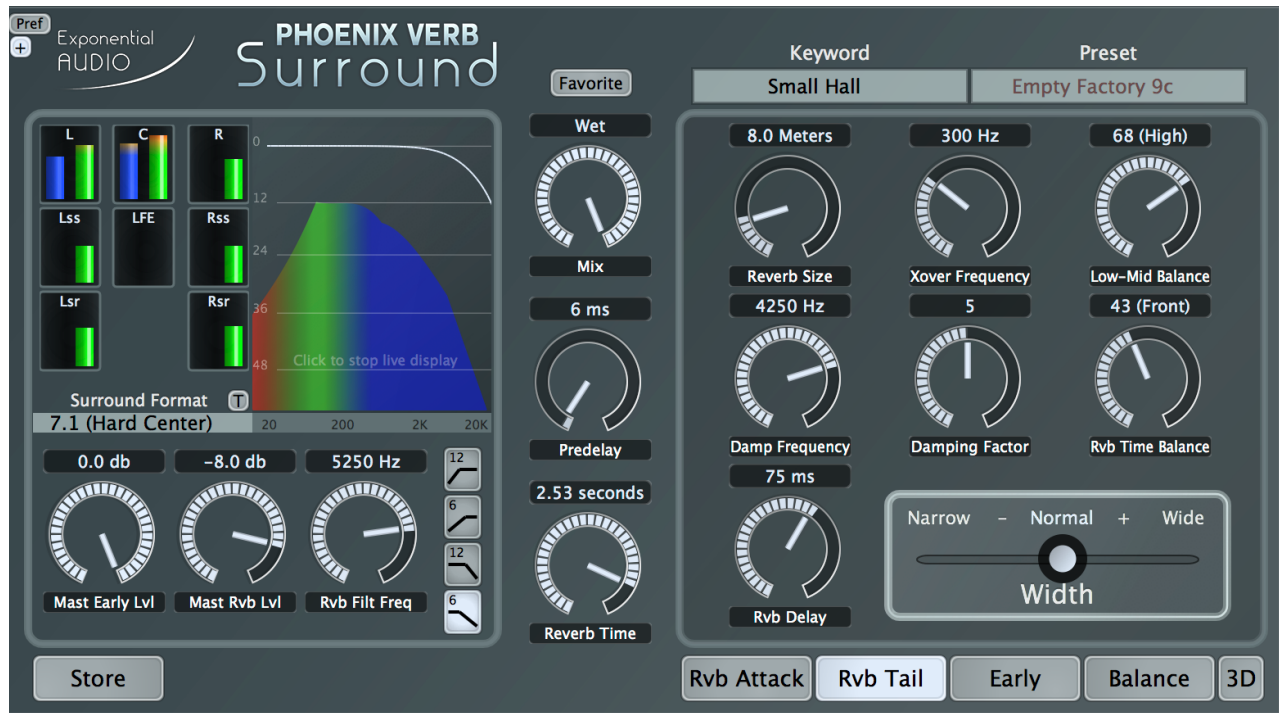 Pref
+
Exponential
AUDIO
PHOENIX VERB
Surround
Favorite
Keyword
Preset
Small Hall
Empty Factory 9c
L
C
R
Lss
LFE
Rss
Lsr
Rsr
0
12
24
36
48
Click to stop live display
20
200
2K
20K
Surround Format
T
7.1 (Hard Center)
0.0 db
-8.0 db
5250 Hz
Mast Early Lvl
Mast Rvb Lvl
Rvb Filt Freq
12
6
12
6
Wet
Mix
6 ms
Predelay
2.53 seconds
Reverb Time
8.0 Meters
300 Hz
68 (High)
Reverb Size
Xover Frequency
Low-Mid Balance
4250 Hz
5
43 (Front)
Damp Frequency
Damping Factor
Rvb Time Balance
75 ms
Rvb Delay
Narrow - Normal + Wide
Width
Store
Rvb Attack
Rvb Tail
Early
Balance
3D